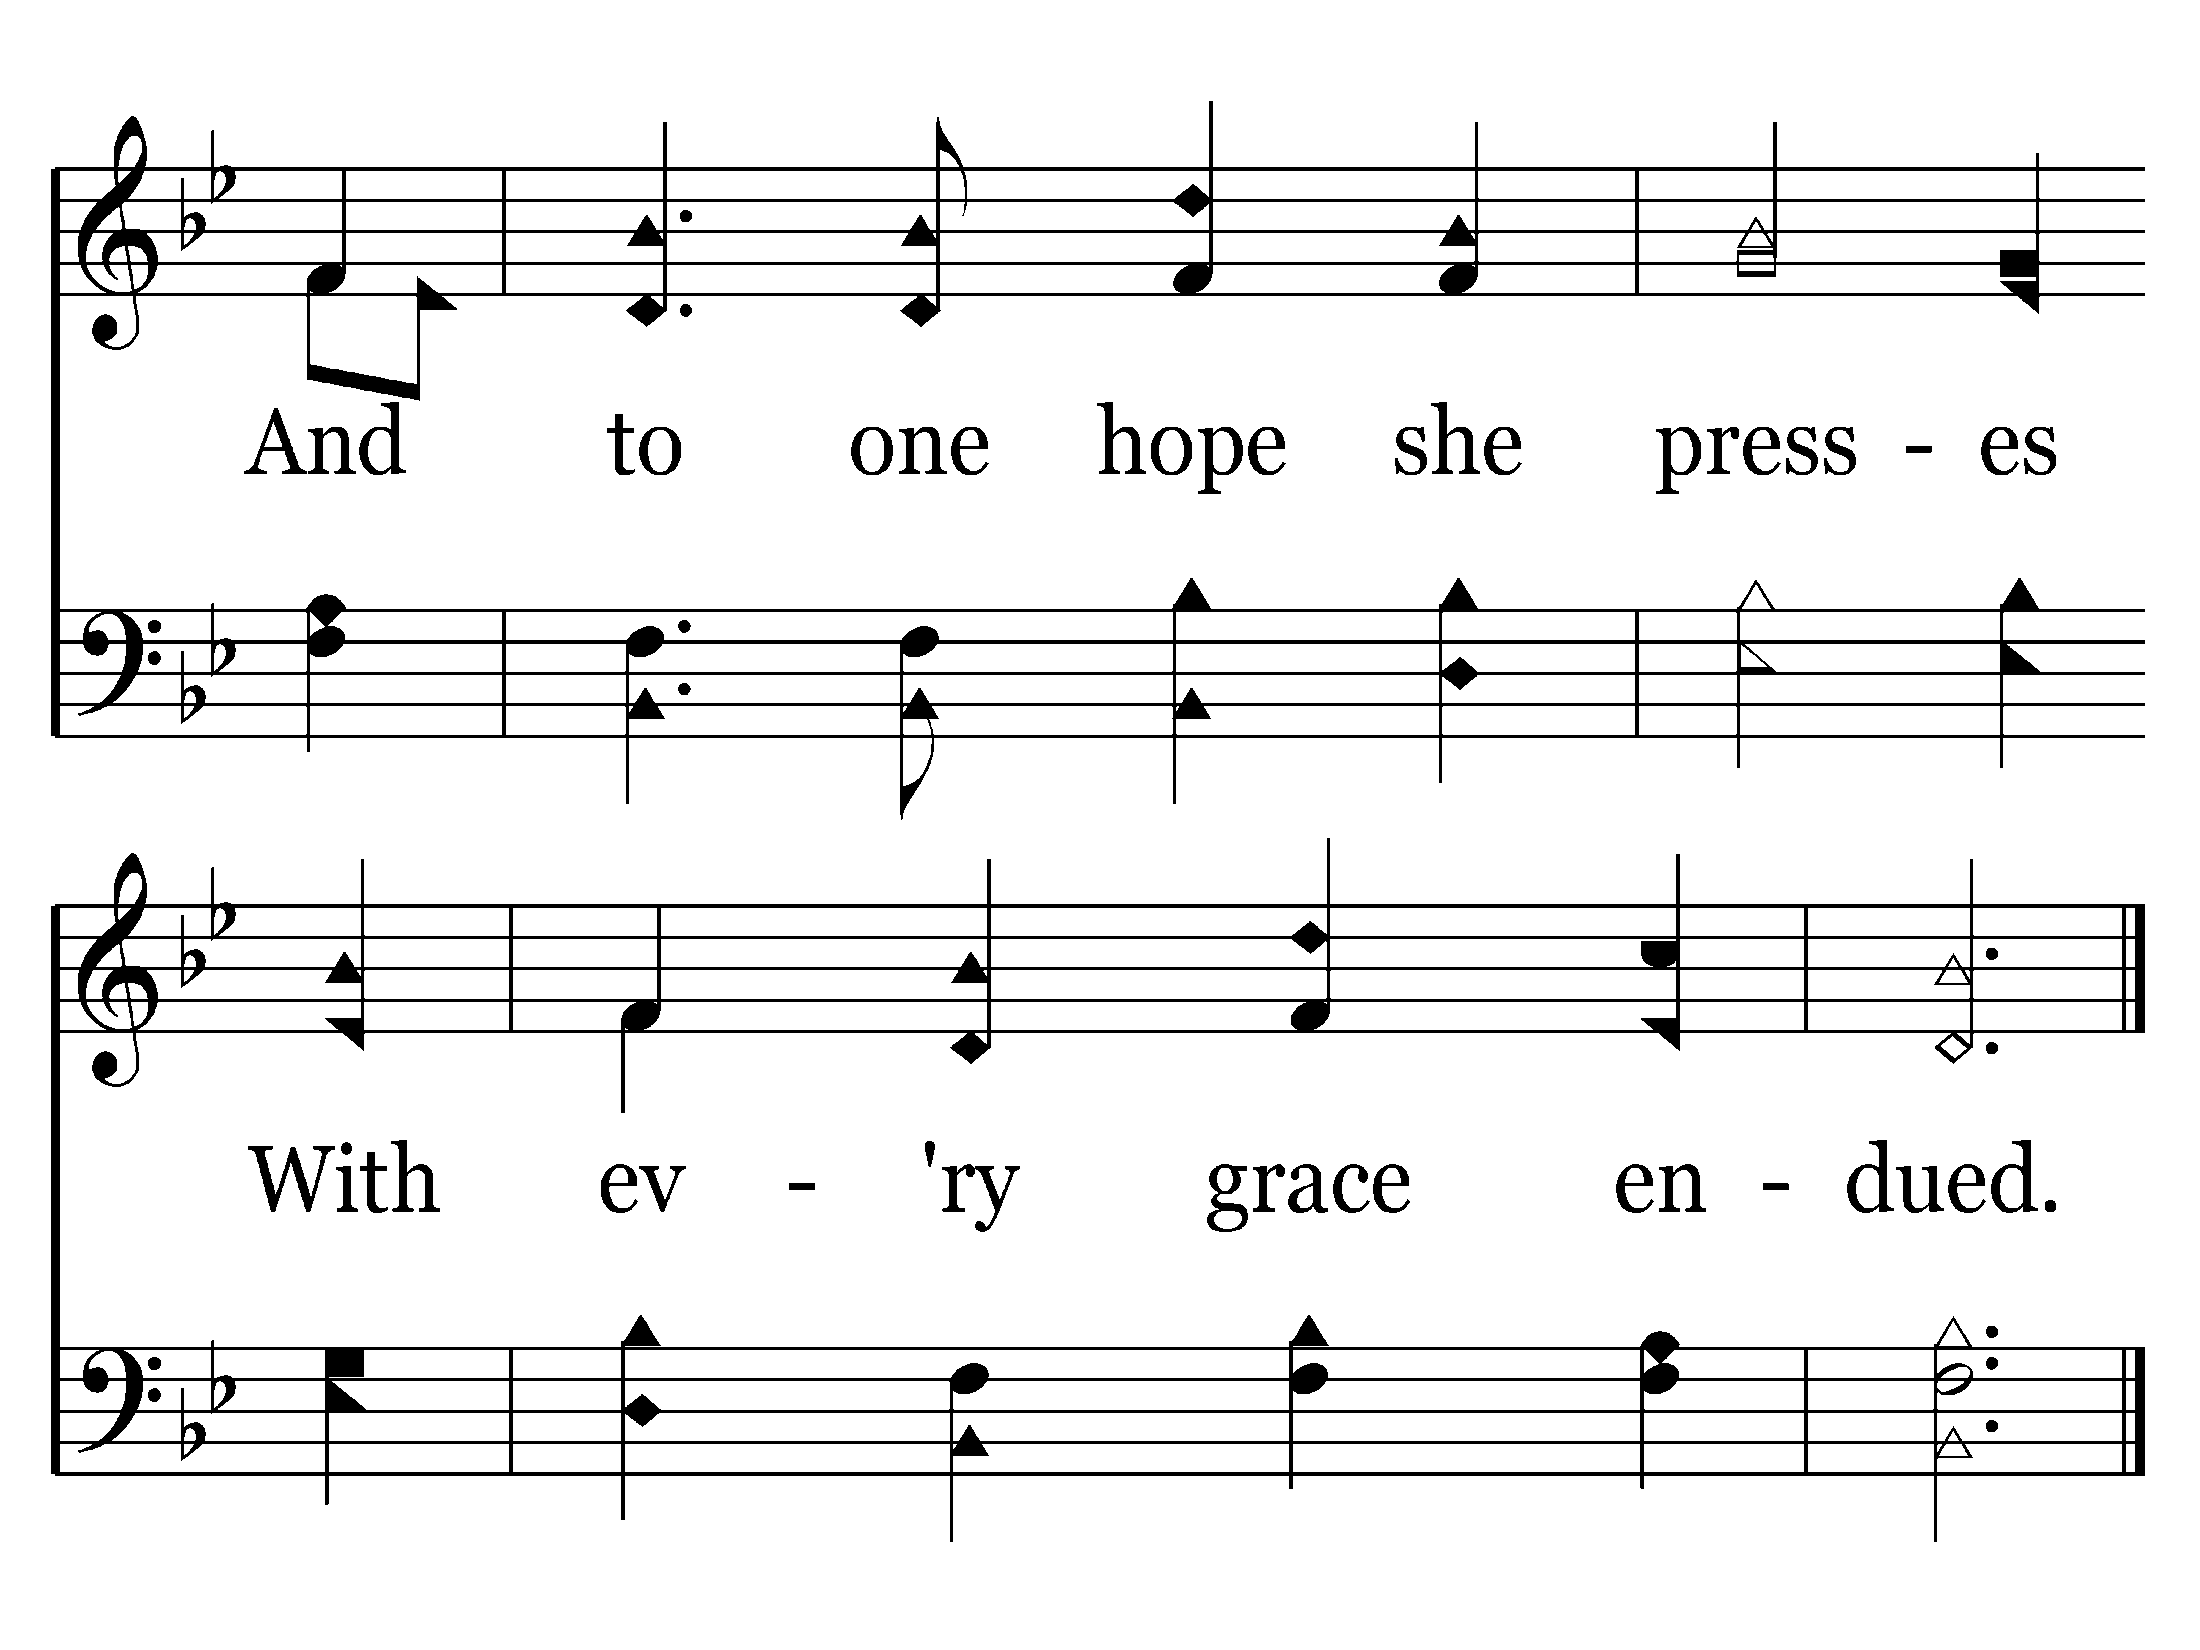 And to one hope she press - es
With ev - 'ry grace en - dued.